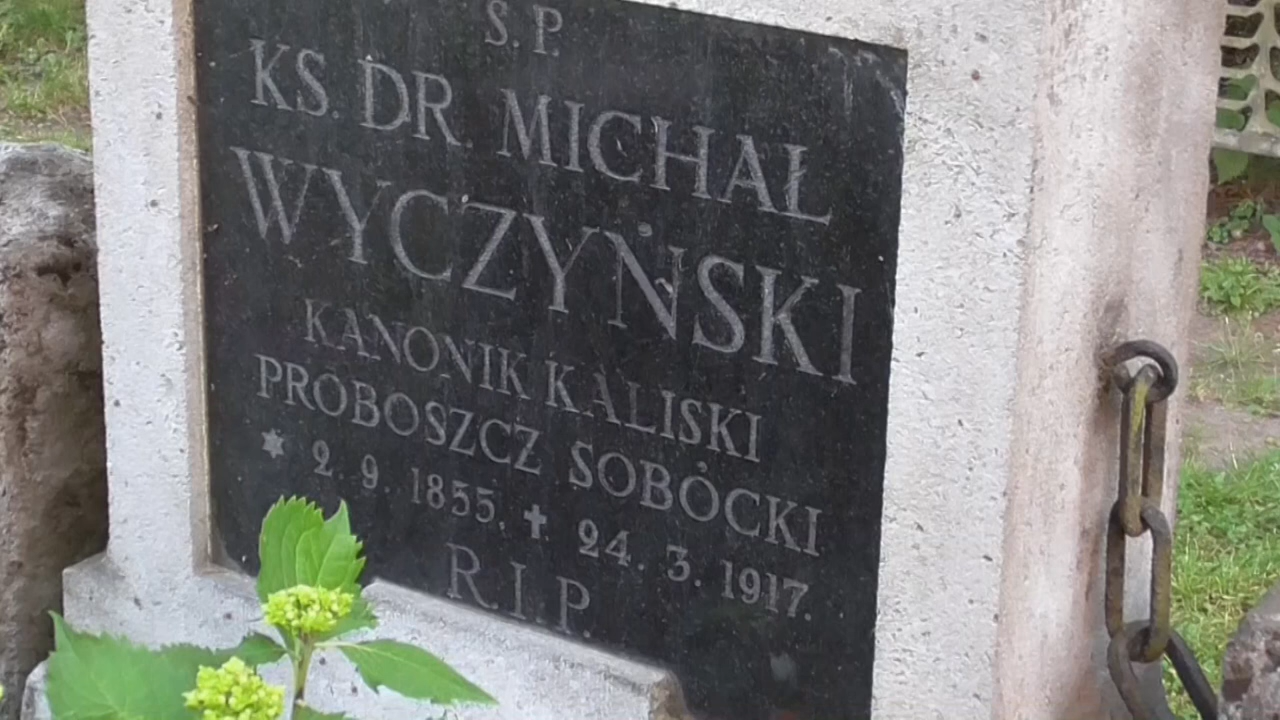 Ś. P.
KS. DR. MICHAŁ
WYCZYŃSKI
KANONIK KALISKI
PROBOSZCZ SOBÓCKI
* 2. 9. 1855. ✝ 24. 3. 1917.
R. I. P.